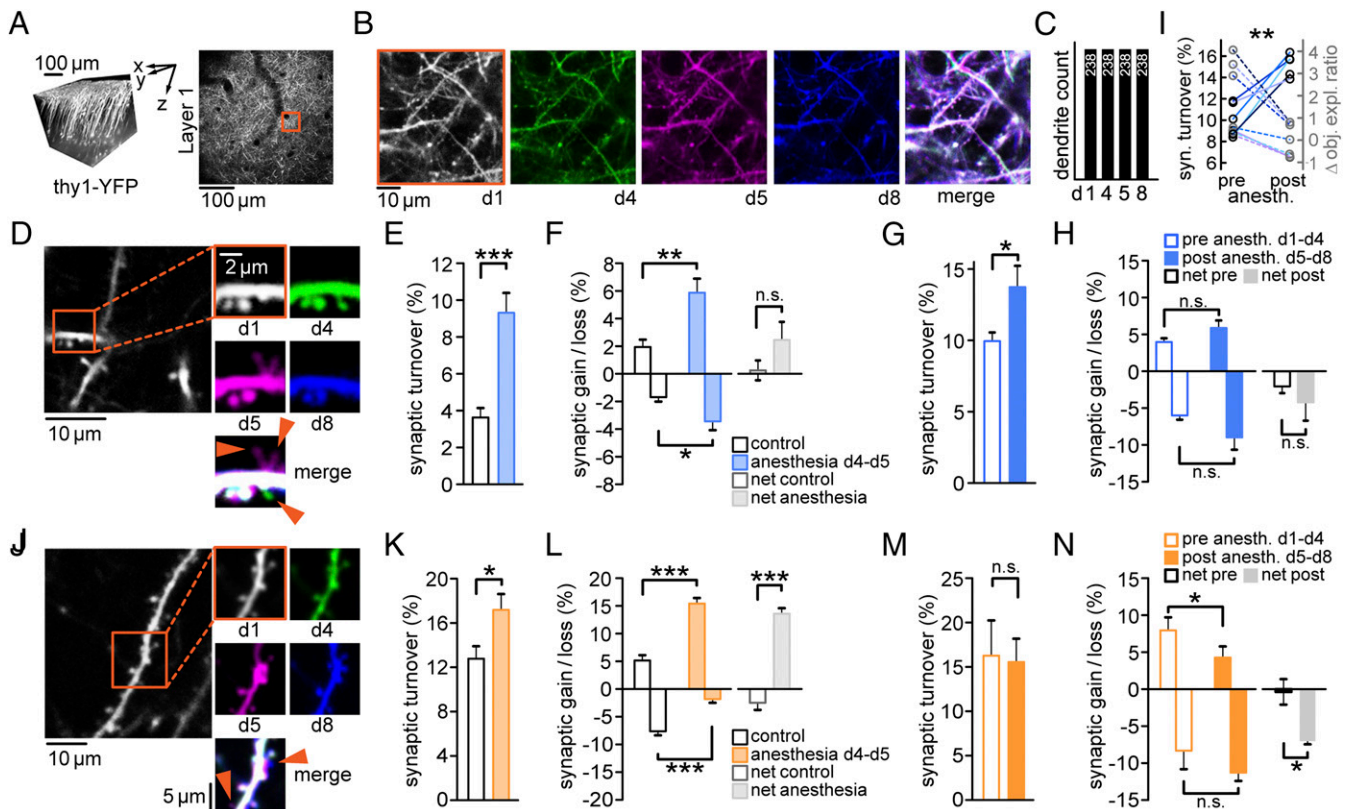 A
100 µm
x
y
z
thy1-YFP
Layer 1
100 µm
B
10 µm
d1
d4
d5
d8
merge
C
dendrite count
238
238
238
238
d 1 4 5 8
I
**
syn. turnover (%)
16
14
12
10
8
6
4
3
2
1
0
-1
Δ obj. expl. ratio
pre post
anesth.
D
10 µm
2 µm
d1
d4
d5
d8
merge
E
synaptic turnover (%)
12
10
8
6
4
2
0
***
F
synaptic gain / loss (%)
8
6
4
2
0
-2
-4
-6
-8
**
*
n.s.
control
anesthesia d4-d5
net control
net anesthesia
G
synaptic turnover (%)
15
10
5
0
*
H
pre anesth. d1-d4
post anesth. d5-d8
net pre net post
synaptic gain / loss (%)
15
10
5
0
-5
-10
-15
n.s.
n.s.
n.s.
J
10 µm
d1
d4
d5
d8
5 µm
merge
K
synaptic turnover (%)
20
16
12
8
4
0
*
L
synaptic gain / loss (%)
20
15
10
5
0
-5
-10
-15
-20
***
***
***
control
anesthesia d4-d5
net control
net anesthesia
M
synaptic turnover (%)
25
20
15
10
5
0
n.s.
N
pre anesth. d1-d4
post anesth. d5-d8
net pre net post
synaptic gain / loss (%)
15
10
5
0
-5
-10
-15
*
n.s.
*